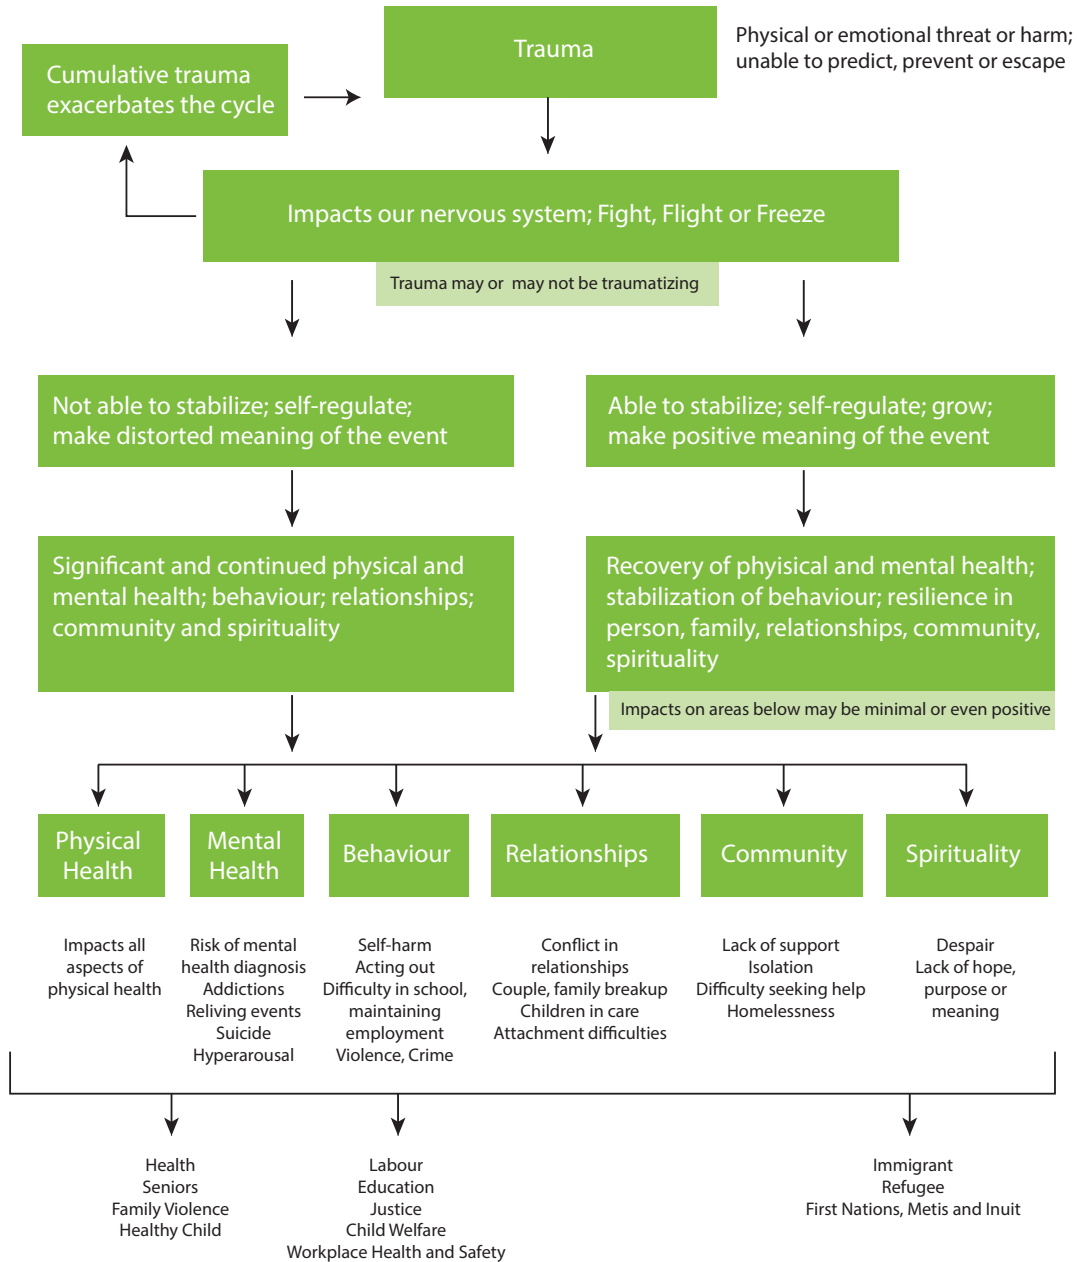 Trauma
Physical or emotional threat or harm;
unable to predict, prevent or escape
Cumulative trauma
exacerbates the cycle
Impacts our nervous system; Fight, Flight or Freeze
Trauma may or may not be traumatizing
Not able to stabilize; self-regulate;
make distorted meaning of the event
Able to stabilize; self-regulate; grow;
make positive meaning of the event
Significant and continued physical and
mental health; behaviour; relationships;
community and spirituality
Recovery of phyisical and mental health;
stabilization of behaviour; resilience in
person, family, relationships, community,
spirituality
Impacts on areas below may be minimal or even positive
Physical
Health
Mental
Health
Behaviour
Relationships
Community
Spirituality
Impacts all
aspects of
physical health
Risk of mental
health diagnosis
Addictions
Reliving events
Suicide
Hyperarousal
Self-harm
Acting out
Difficulty in school,
maintaining
employment
Violence, Crime
Conflict in
relationships
Couple, family breakup
Children in care
Attachment difficulties
Lack of support
Isolation
Difficulty seeking help
Homelessness
Despair
Lack of hope,
purpose or
meaning
Health
Seniors
Family Violence
Healthy Child
Labour
Education
Justice
Child Welfare
Workplace Health and Safety
Immigrant
Refugee
First Nations, Metis and Inuit